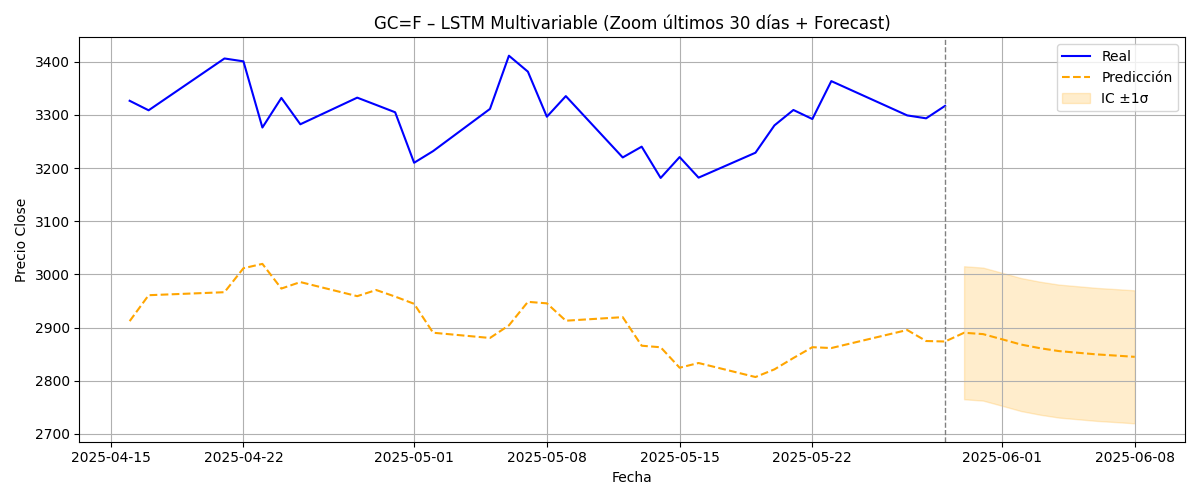 GC=F – LSTM Multivariable (Zoom últimos 30 días + Forecast)
Real
Predicción
IC ±1σ
Precio Close
3400
3300
3200
3100
3000
2900
2800
2700
2025-04-15 2025-04-22 2025-05-01 2025-05-08 2025-05-15 2025-05-22 2025-06-01 2025-06-08
Fecha